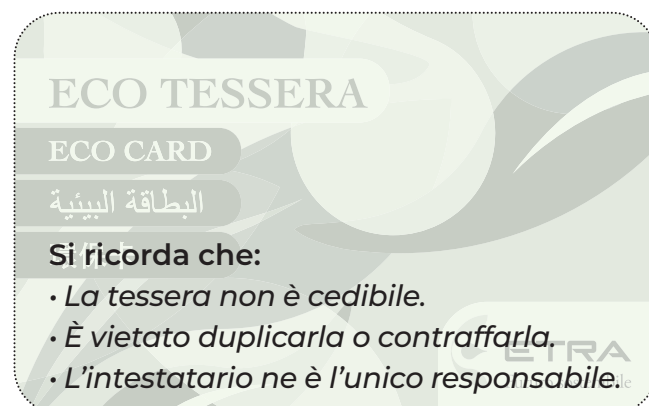 ECO TESSERA
ECO CARD
البطاقة البيئية
Si ricorda che:
• La tessera non è cedibile.
• È vietato duplicarla o contraffarla.
ETRA
• L’intestatario ne è l’unico responsabile.